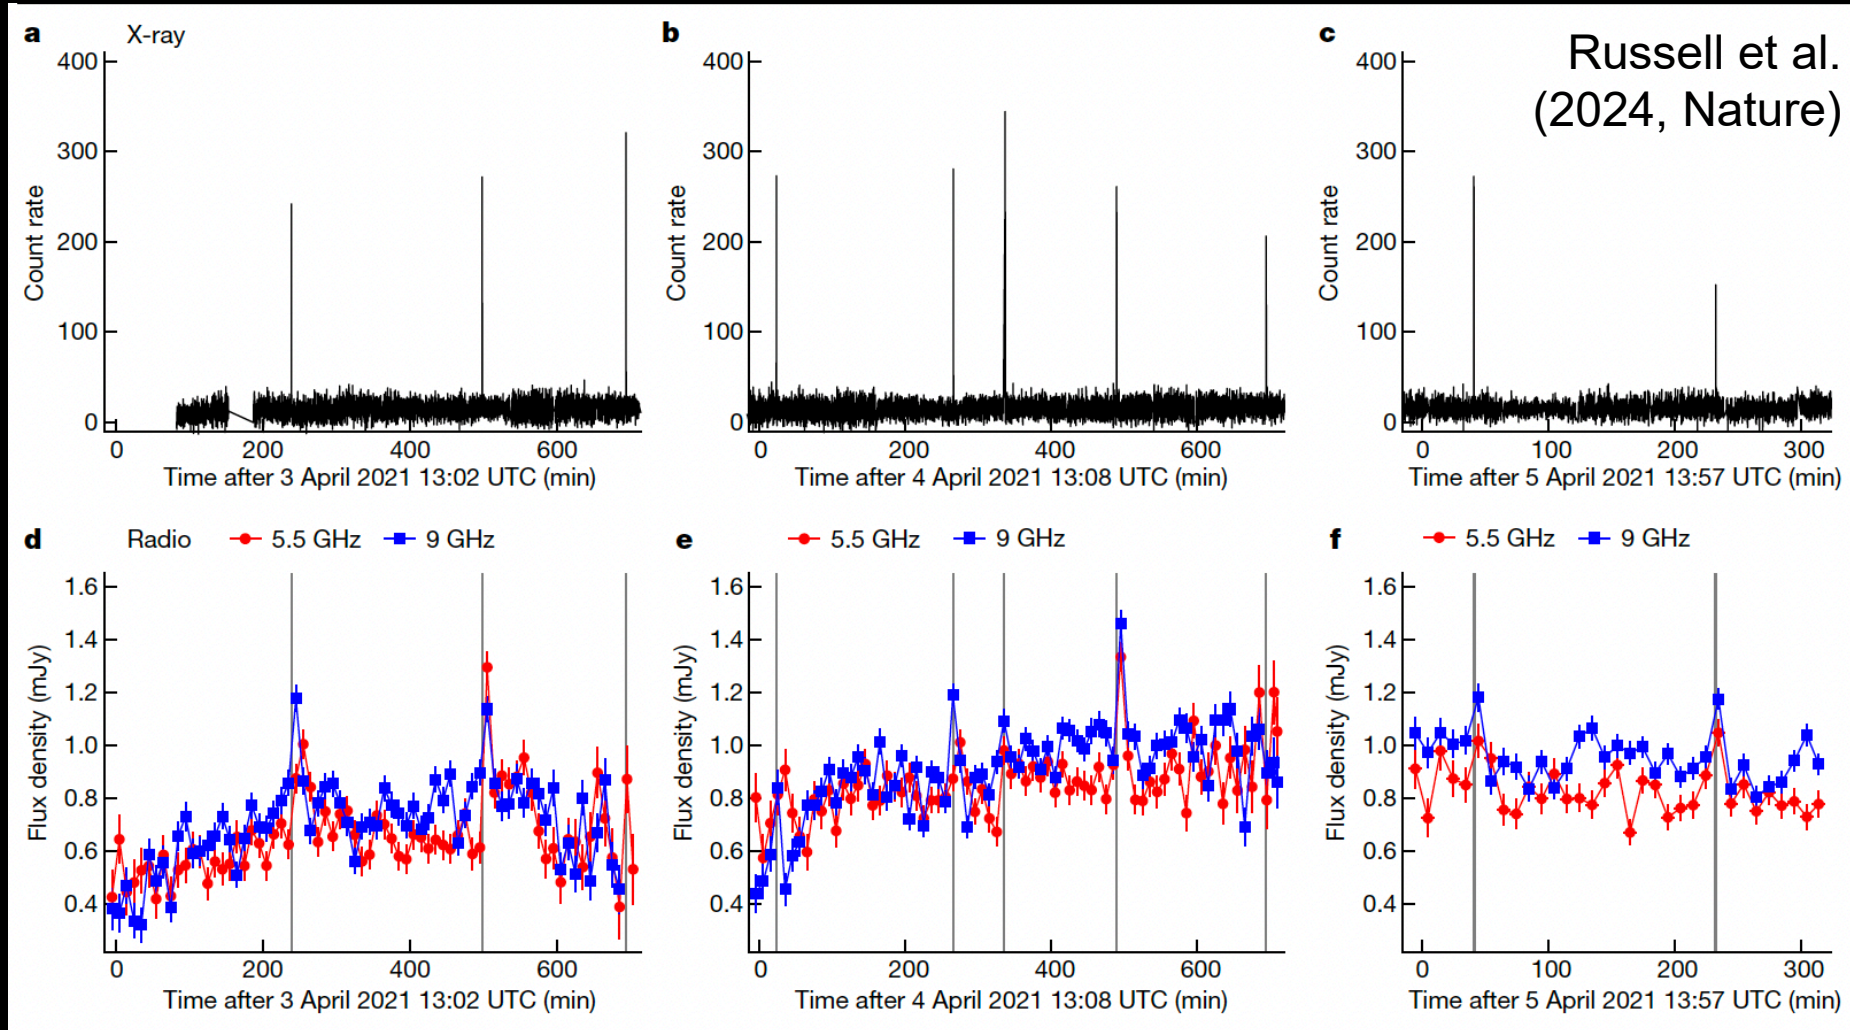 a X-ray
400
300
200
100
0
Count rate
0 200 400 600
Time after 3 April 2021 13:02 UTC (min)
b
400
300
200
100
0
Count rate
0 200 400 600
Time after 4 April 2021 13:08 UTC (min)
c
Russell et al.
(2024, Nature)
400
300
200
100
0
Count rate
0 100 200 300
Time after 5 April 2021 13:57 UTC (min)
d Radio 5.5 GHz 9 GHz
1.6
1.4
1.2
1.0
0.8
0.6
0.4
Flux density (mJy)
0 200 400 600
Time after 3 April 2021 13:02 UTC (min)
e 5.5 GHz 9 GHz
1.6
1.4
1.2
1.0
0.8
0.6
0.4
Flux density (mJy)
0 200 400 600
Time after 4 April 2021 13:08 UTC (min)
f 5.5 GHz 9 GHz
1.6
1.4
1.2
1.0
0.8
0.6
0.4
Flux density (mJy)
0 100 200 300
Time after 5 April 2021 13:57 UTC (min)